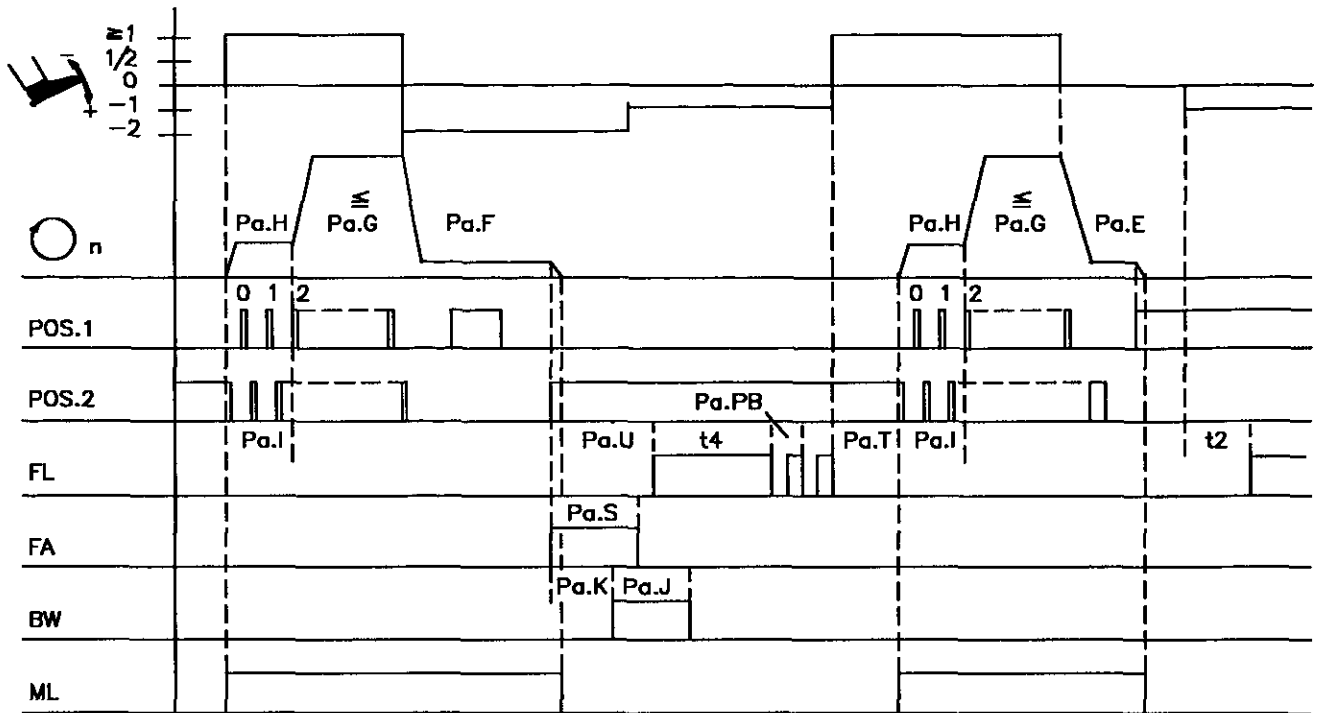 ≧1
1/2
0
−1
−2
−
+
n
Pa.H
≦
Pa.G
Pa.F
Pa.H
≦
Pa.G
Pa.E
0 1 2
0 1 2
POS.1
POS.2
Pa.PB
Pa.I
Pa.U
t4
Pa.T
Pa.I
t2
FL
Pa.S
FA
Pa.K
Pa.J
BW
ML